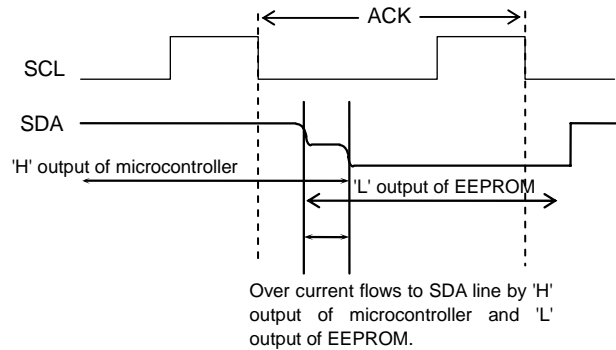 ACK
SCL
SDA
'H' output of microcontroller
'L' output of EEPROM
Over current flows to SDA line by 'H'
output of microcontroller and 'L'
output of EEPROM.